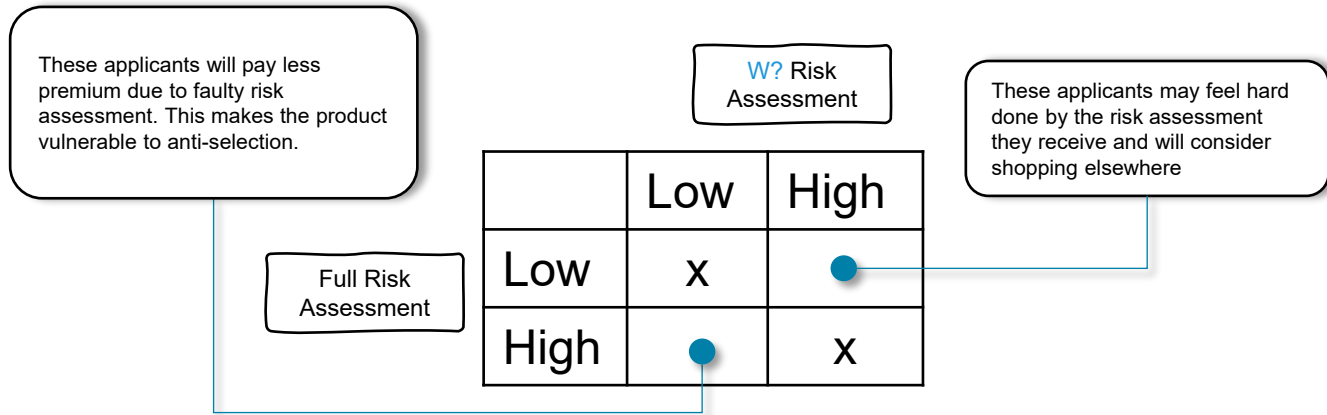 These applicants will pay less
premium due to faulty risk
assessment. This makes the product
vulnerable to anti-selection.
W? Risk
Assessment
These applicants may feel hard
done by the risk assessment
they receive and will consider
shopping elsewhere
Low High
Full Risk
Assessment
Low x
High x